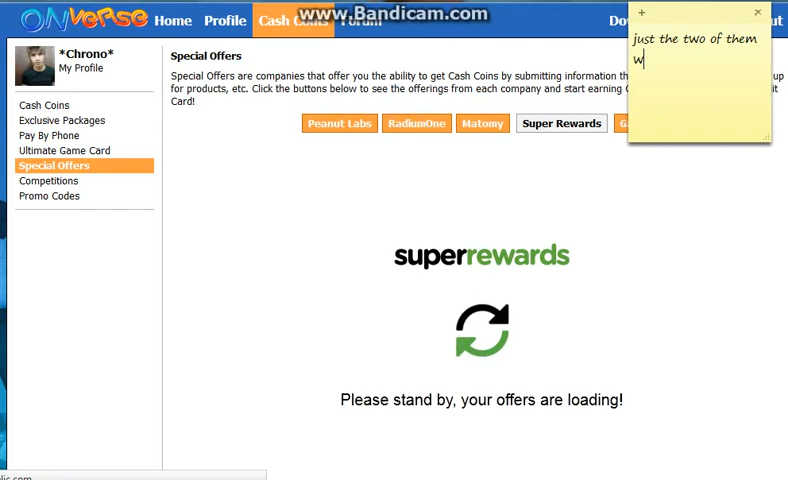 www.Bandicam.com
ONVERSE Home Profile Cash Coins Forum
*Chrono*
My Profile
Cash Coins
Exclusive Packages
Pay By Phone
Ultimate Game Card
Special Offers
Competitions
Promo Codes
Special Offers
Special Offers are companies that offer you the ability to get Cash Coins by submitting information
up
for products, etc. Click the buttons below to see the offerings from each company and start earning
Card!
Peanut Labs RadiumOne Matomy Super Rewards
just the two of them
w
superrewards
Please stand by, your offers are loading!